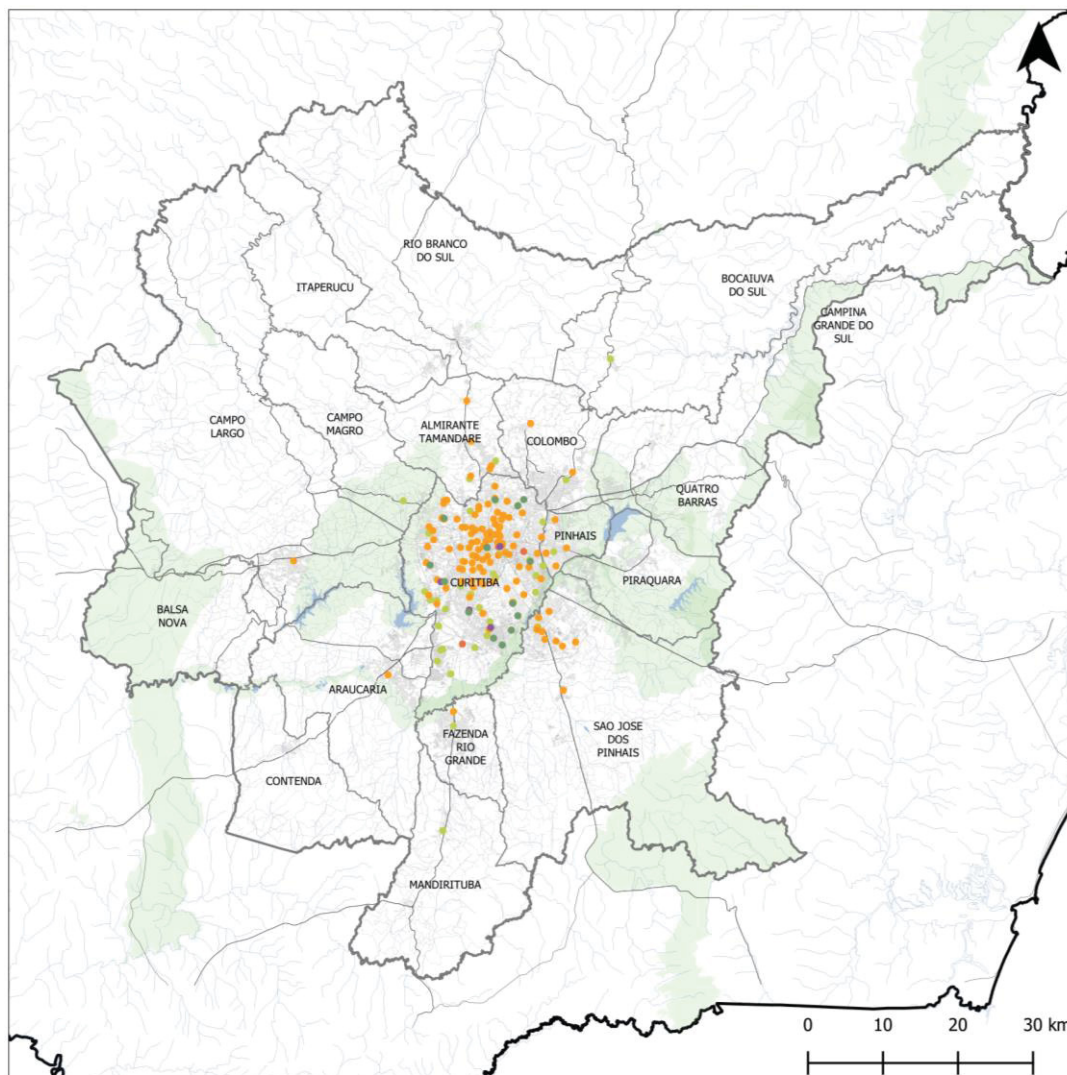 RIO BRANCO
DO SUL
BOCAIUVA
DO SUL
ITAPERUCU
CAMPINA
GRANDE DO
SUL
CAMPO
LARGO
CAMPO
MAGRO
ALMIRANTE
TAMANDARE
COLOMBO
QUATRO
BARRAS
PINHAIS
CURITIBA
PIRAQUARA
BALSA
NOVA
ARAUCARIA
FAZENDA
RIO
GRANDE
SAO JOSE
DOS
PINHAIS
CONTENDA
MANDIRITUBA
0 10 20 30 km